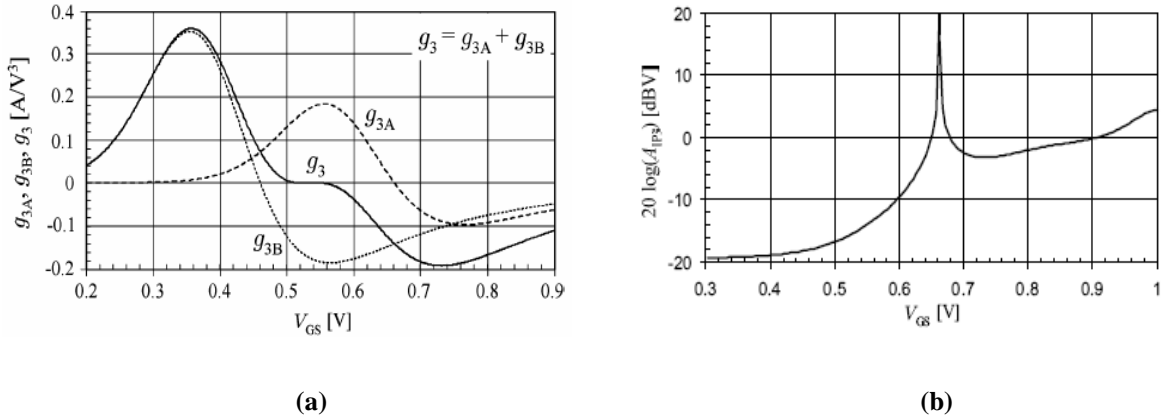 0.4
0.3
0.2
0.1
0
-0.1
-0.2
g3A, g3B, g3 [A/V³]
g3 = g3A + g3B
g3A
g3
g3B
0.2 0.3 0.4 0.5 0.6 0.7 0.8 0.9
VGS [V]
(a)
20
10
0
-10
-20
20 log(AIP3) [dBV]
0.3 0.4 0.5 0.6 0.7 0.8 0.9 1
VGS [V]
(b)